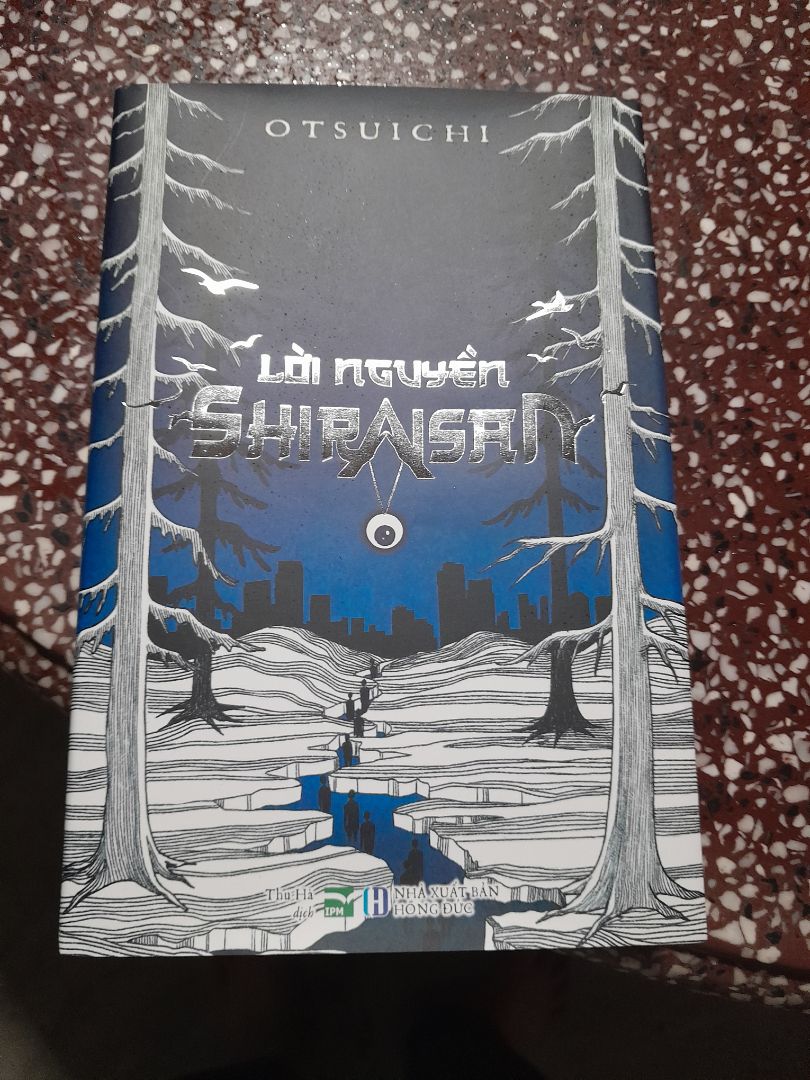 OTSUICHI
LỜI NGUYỀN
SHIRAISAN
Thu Hà
dịch
IPM
H
NHÀ XUẤT BẢN
HỒNG ĐỨC